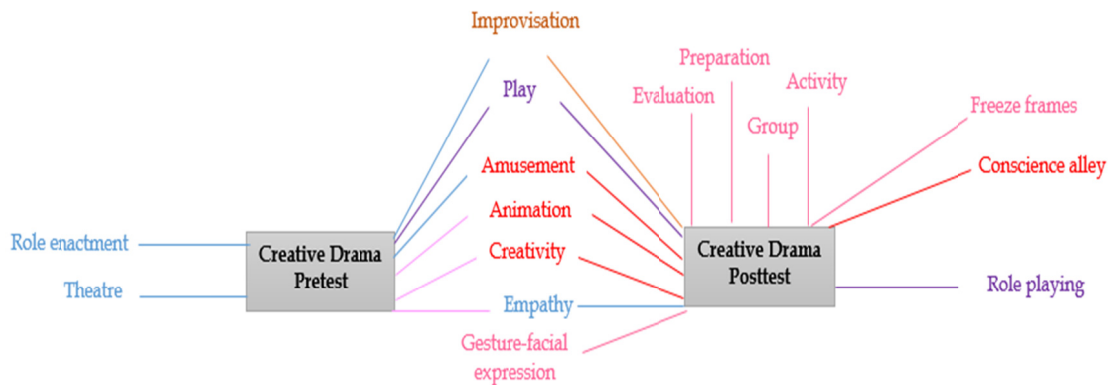 Improvisation
Preparation
Activity
Play
Evaluation
Freeze frames
Group
Amusement
Conscience alley
Animation
Role enactment
Creative Drama
Pretest
Creativity
Creative Drama
Posttest
Theatre
Empathy
Role playing
Gesture-facial
expression